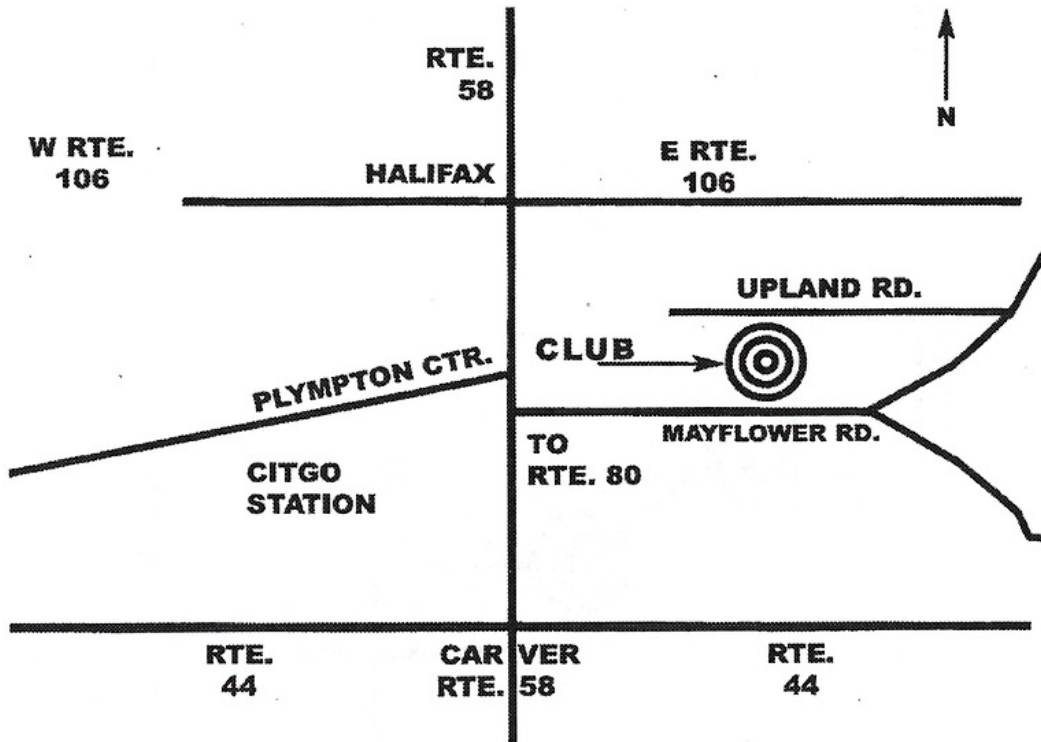 RTE.
58
N
W RTE.
106
HALIFAX
E RTE.
106
UPLAND RD.
CLUB
PLYMPTON CTR.
MAYFLOWER RD.
TO
RTE. 80
CITGO
STATION
RTE.
44
CAR VER
RTE. 58
RTE.
44